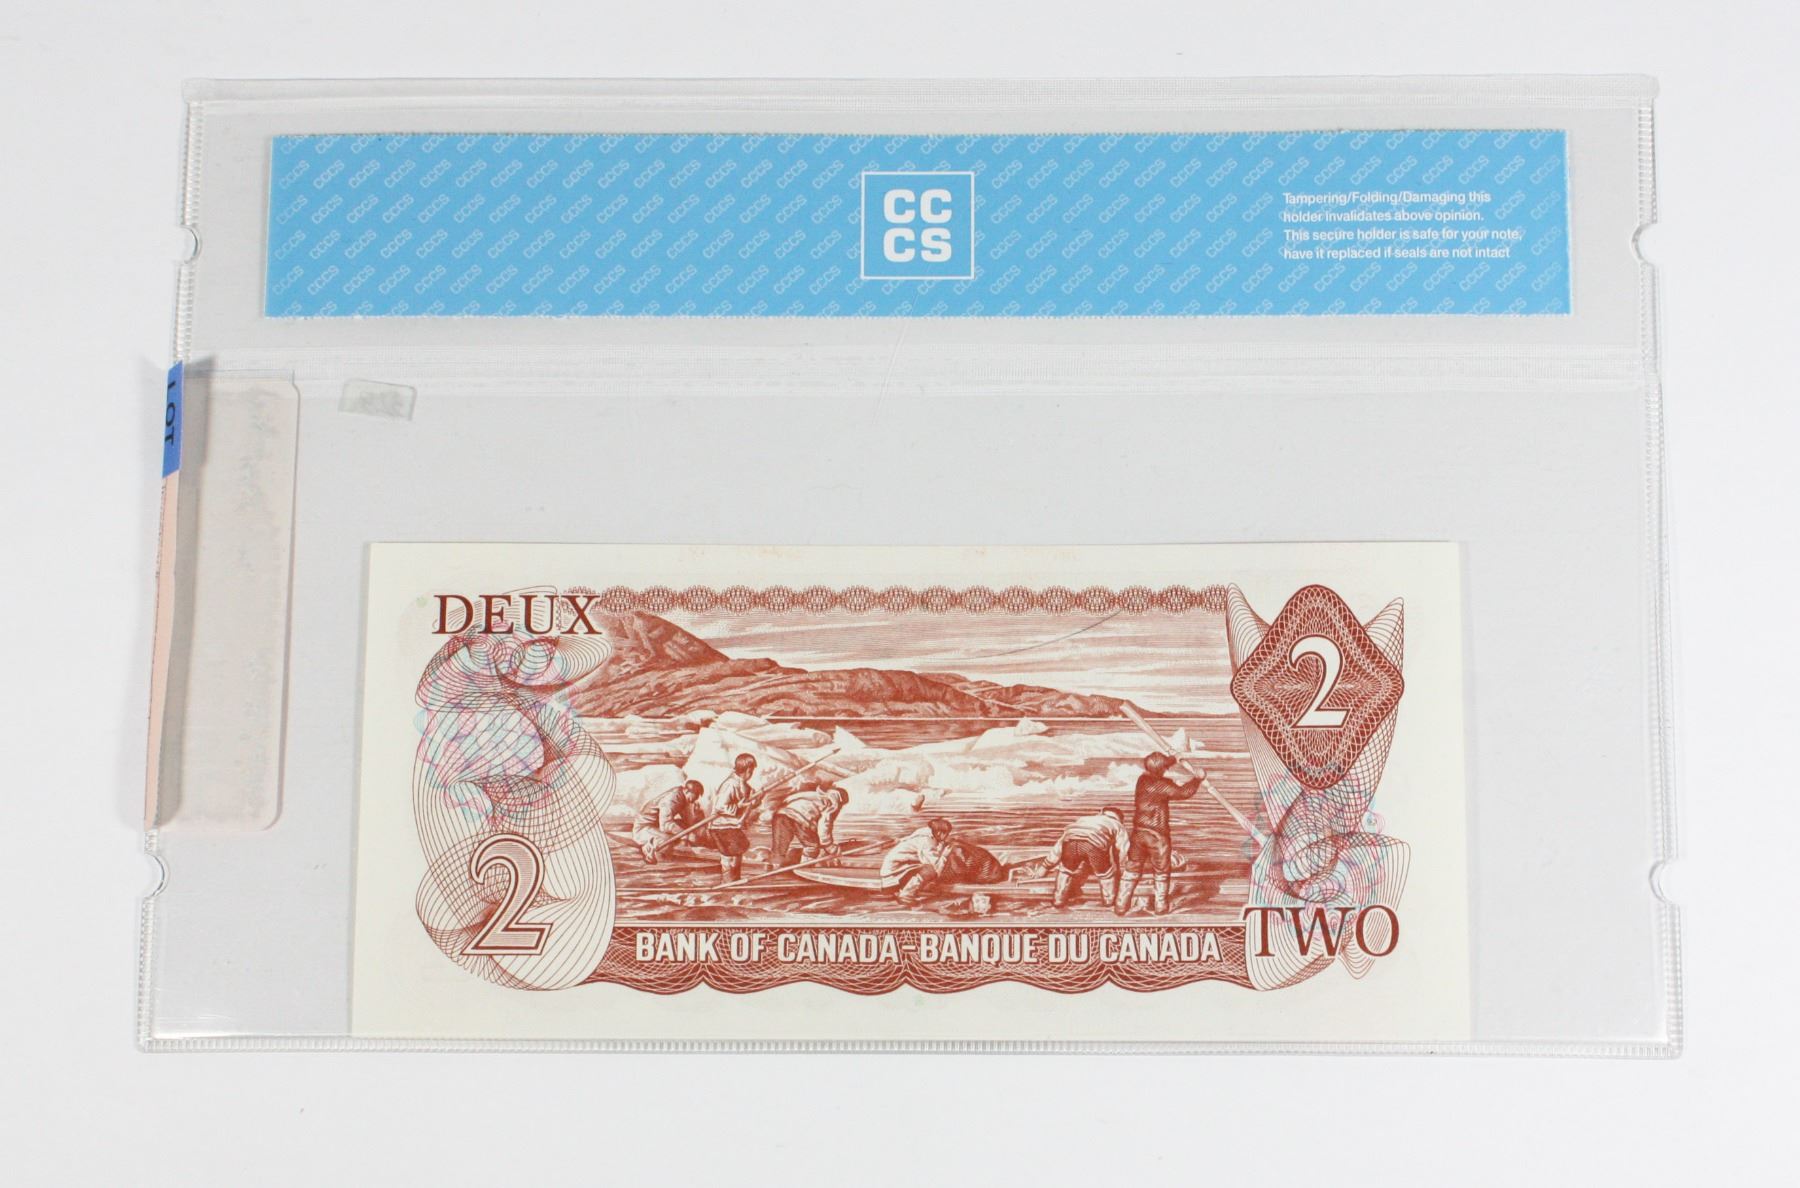 CC
CS
Tampering/Folding/Damaging this
holder invalidates above opinion.
This secure holder is safe for your note,
have it replaced if seals are not intact
LOT
DEUX
2
2
BANK OF CANADA-BANQUE DU CANADA
TWO